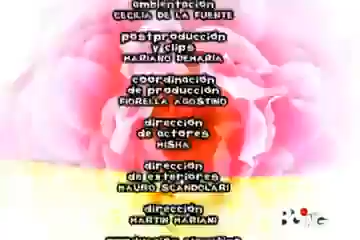 ambientación
CECILIA DE LA FUENTE
postproducción
y clips
MARIANO DEMARÍA
coordinación
de producción
FIORELLA AGOSTINO
dirección
de actores
MISHA
dirección
de exteriores
MAURO SCANDOLARI
dirección
MARTIN MARIANI